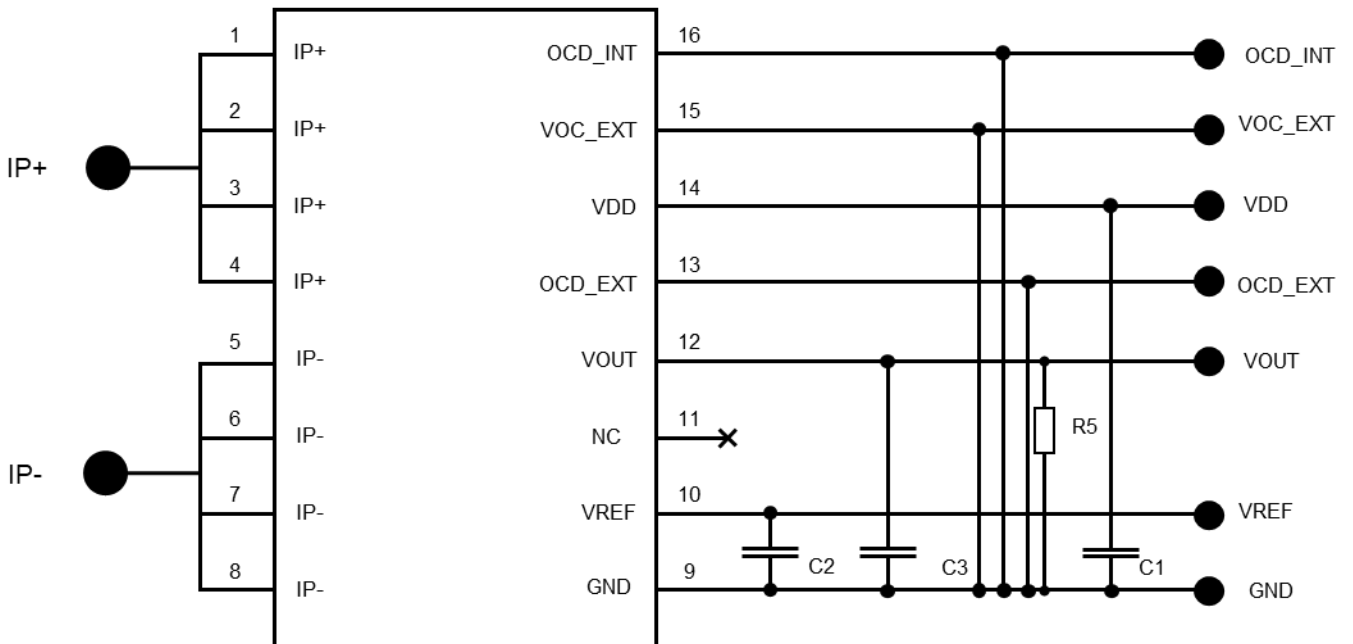 1 IP+ OCD_INT 16 OCD_INT
2 IP+ VOC_EXT 15 VOC_EXT
IP+
3 IP+ VDD 14 VDD
4 IP+ OCD_EXT 13 OCD_EXT
5 IP- VOUT 12 VOUT
6 IP- NC 11 R5
IP-
7 IP- VREF 10 VREF
C2 C3 C1
8 IP- GND 9 GND